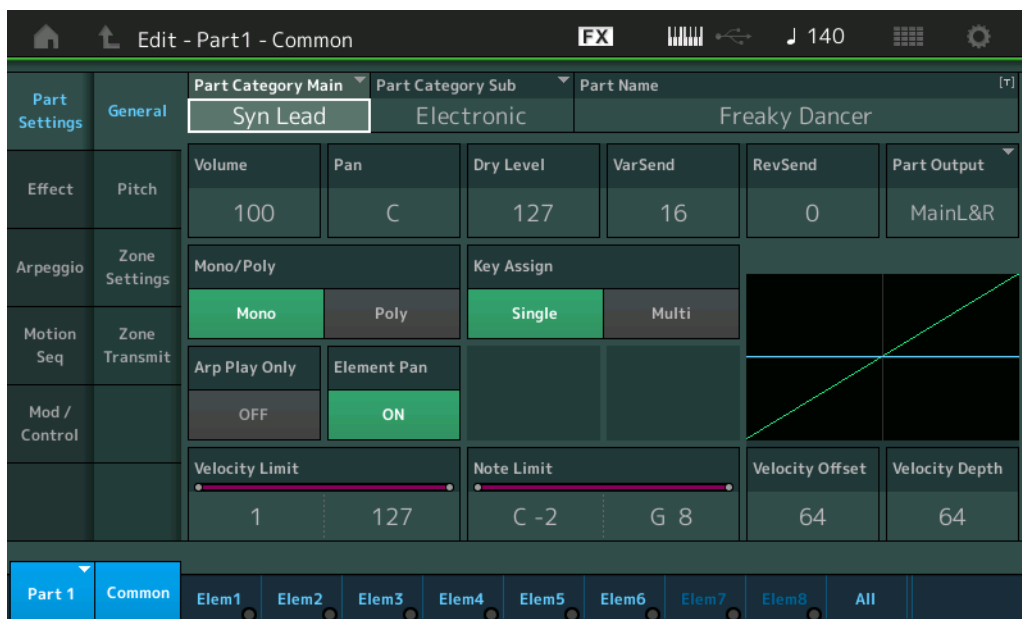 Edit - Part1 - Common
FX
♩ 140
Part Settings
General
Part Category Main
Syn Lead
Part Category Sub
Electronic
Part Name
[T]
Freaky Dancer
Effect
Pitch
Volume
100
Pan
C
Dry Level
127
VarSend
16
RevSend
0
Part Output
MainL&R
Arpeggio
Zone Settings
Mono/Poly
Mono
Poly
Key Assign
Single
Multi
Motion Seq
Zone Transmit
Arp Play Only
OFF
Element Pan
ON
Mod / Control
Velocity Limit
1
127
Note Limit
C -2
G 8
Velocity Offset
64
Velocity Depth
64
Part 1
Common
Elem1
Elem2
Elem3
Elem4
Elem5
Elem6
Elem7
Elem8
All